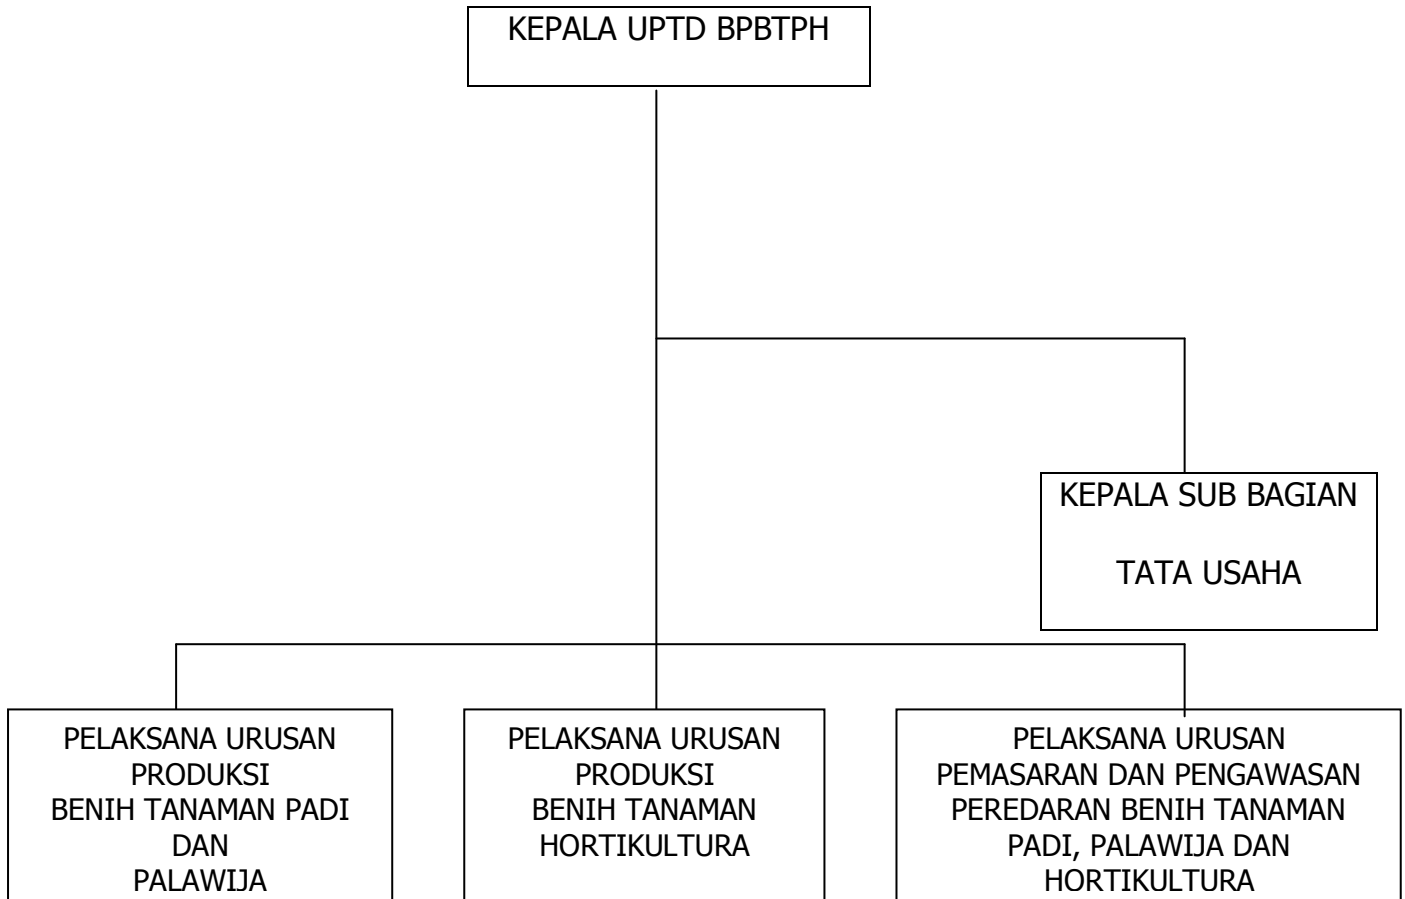 KEPALA UPTD BPBTPH
KEPALA SUB BAGIAN
TATA USAHA
PELAKSANA URUSAN
PRODUKSI
BENIH TANAMAN PADI
DAN
PALAWIJA
PELAKSANA URUSAN
PRODUKSI
BENIH TANAMAN
HORTIKULTURA
PELAKSANA URUSAN
PEMASARAN DAN PENGAWASAN
PEREDARAN BENIH TANAMAN
PADI, PALAWIJA DAN
HORTIKULTURA